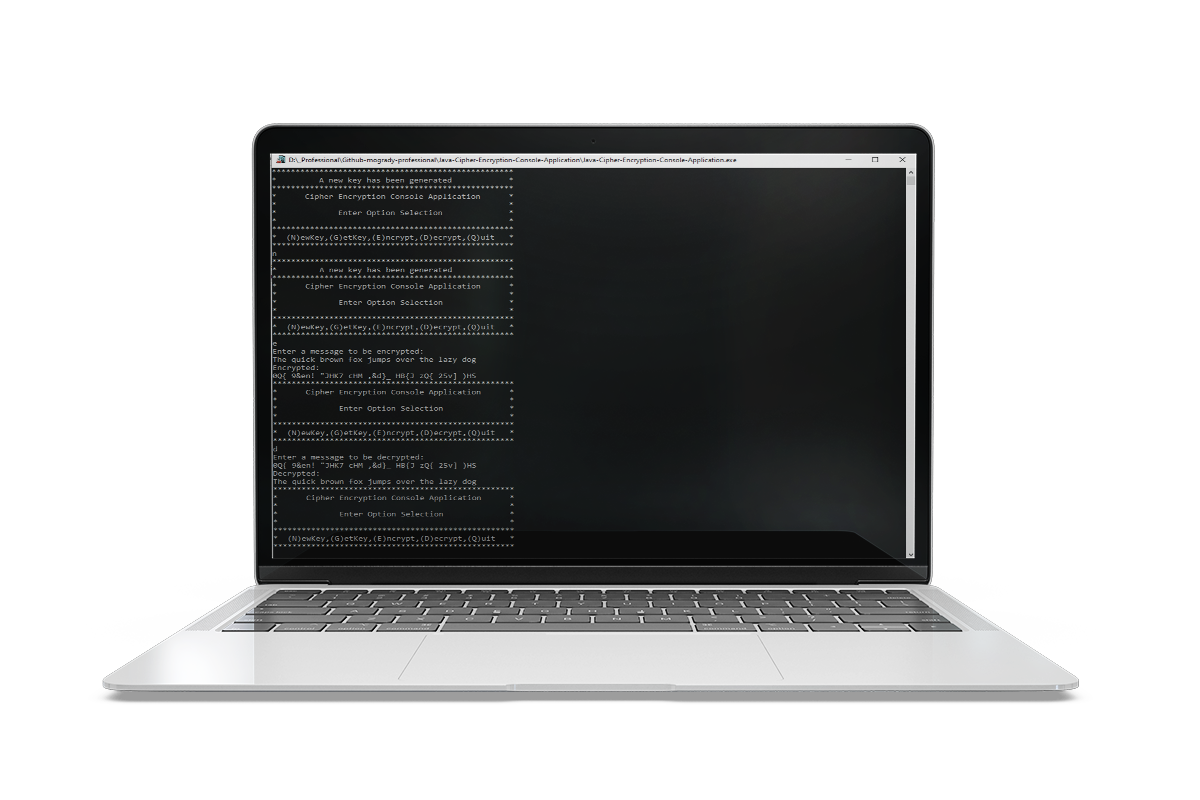 D:\_Professional\Github-mogrady-professional\Java-Cipher-Encryption-Console-Application\Java-Cipher-Encryption-Console-Application.exe
*************************************************
* A new key has been generated *
*************************************************
* Cipher Encryption Console Application *
* *
* Enter Option Selection *
* *
*************************************************
* (N)ewKey,(G)etKey,(E)ncrypt,(D)ecrypt,(Q)uit *
*************************************************
n
*************************************************
* A new key has been generated *
*************************************************
* Cipher Encryption Console Application *
* *
* Enter Option Selection *
* *
*************************************************
* (N)ewKey,(G)etKey,(E)ncrypt,(D)ecrypt,(Q)uit *
*************************************************
e
Enter a message to be encrypted:
The quick brown fox jumps over the lazy dog
Encrypted:
0Q{ 9&en! "JHK7 cHM ,&d}_ HB{J zQ{ 2Sv] )HS
*************************************************
* Cipher Encryption Console Application *
* *
* Enter Option Selection *
* *
*************************************************
* (N)ewKey,(G)etKey,(E)ncrypt,(D)ecrypt,(Q)uit *
*************************************************
d
Enter a message to be decrypted:
0Q{ 9&en! "JHK7 cHM ,&d}_ HB{J zQ{ 2Sv] )HS
Decrypted:
The quick brown fox jumps over the lazy dog
*************************************************
* Cipher Encryption Console Application *
* *
* Enter Option Selection *
* *
*************************************************
* (N)ewKey,(G)etKey,(E)ncrypt,(D)ecrypt,(Q)uit *
*************************************************